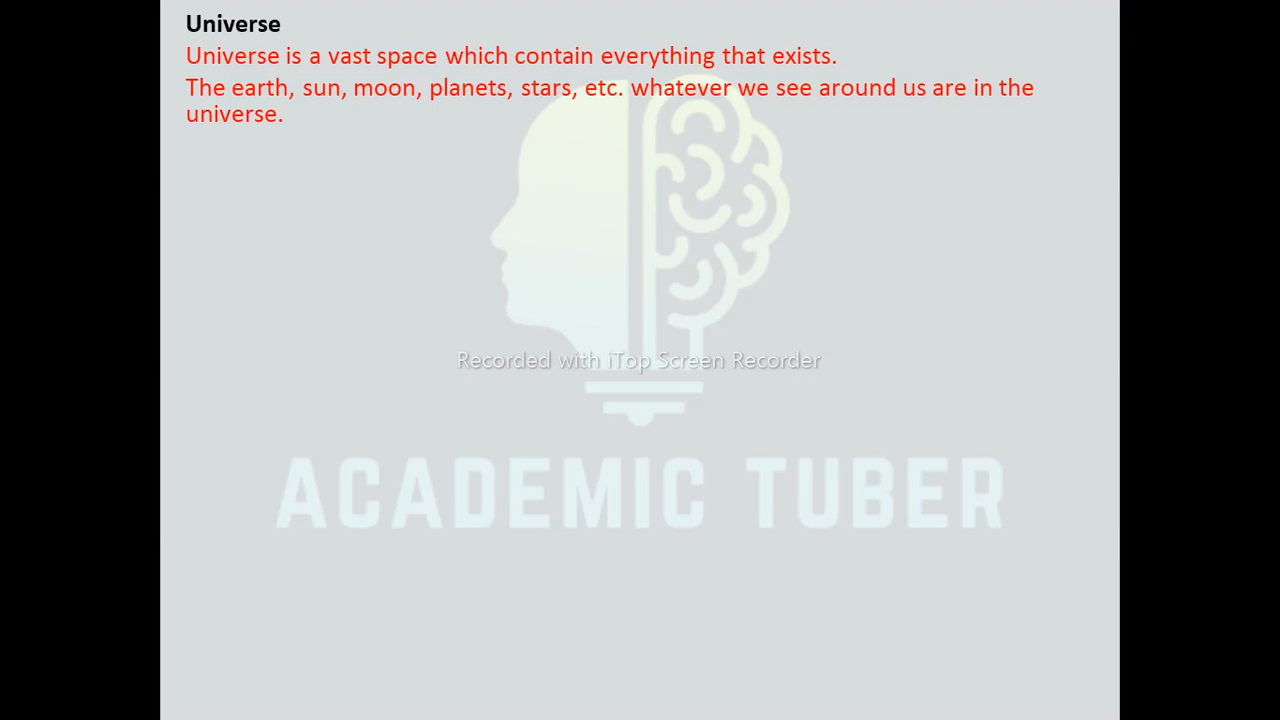 Universe
Universe is a vast space which contain everything that exists.
The earth, sun, moon, planets, stars, etc. whatever we see around us are in the
universe.
Recorded with iTop Screen Recorder
ACADEMIC TUBER